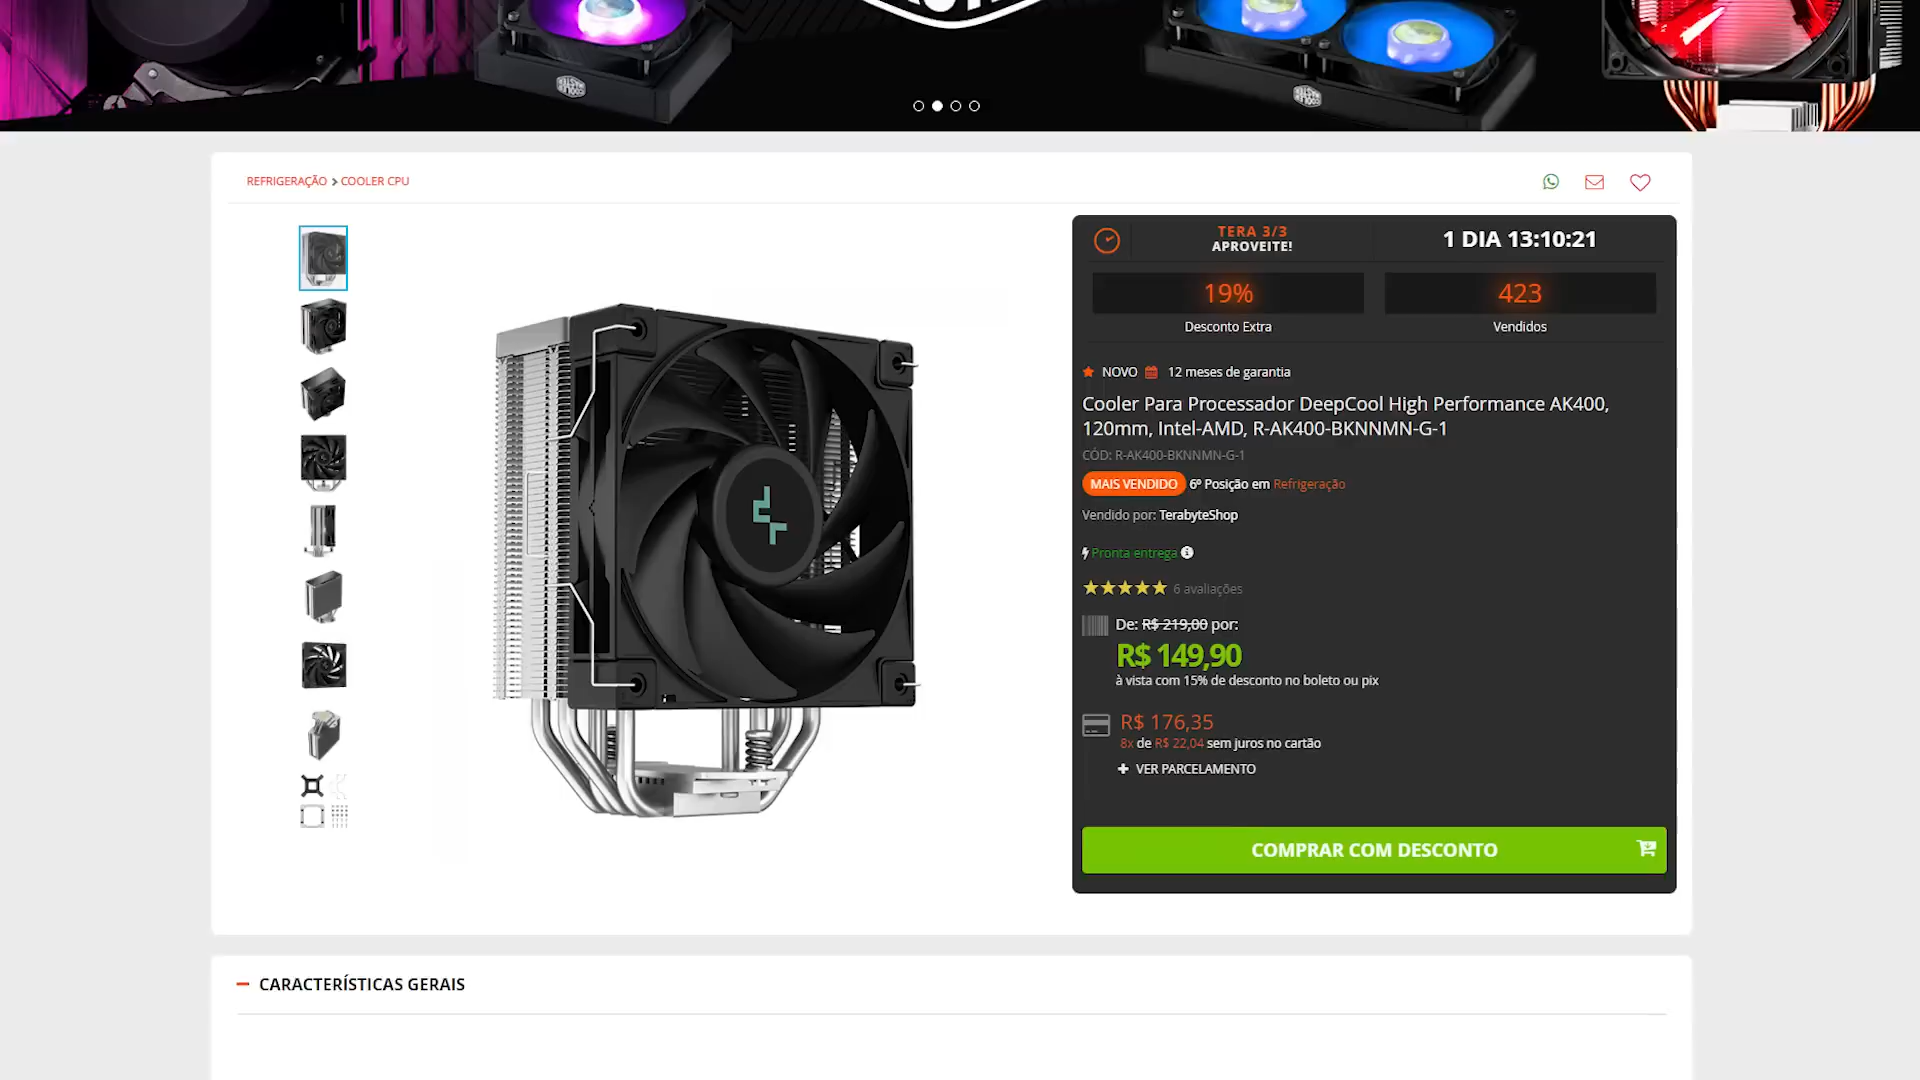 REFRIGERAÇÃO > COOLER CPU
TERA 3/3
APROVEITE!
1 DIA 13:10:21
19%
Desconto Extra
423
Vendidos
NOVO 12 meses de garantia
Cooler Para Processador DeepCool High Performance AK400,
120mm, Intel-AMD, R-AK400-BKNNMN-G-1
CÓD: R-AK400-BKNNMN-G-1
MAIS VENDIDO 6º Posição em Refrigeração
Vendido por: TerabyteShop
Pronta entrega
6 avaliações
De: R$ 219,00 por:
R$ 149,90
à vista com 15% de desconto no boleto ou pix
R$ 176,35
8x de R$ 22,04 sem juros no cartão
+ VER PARCELAMENTO
COMPRAR COM DESCONTO
CARACTERÍSTICAS GERAIS